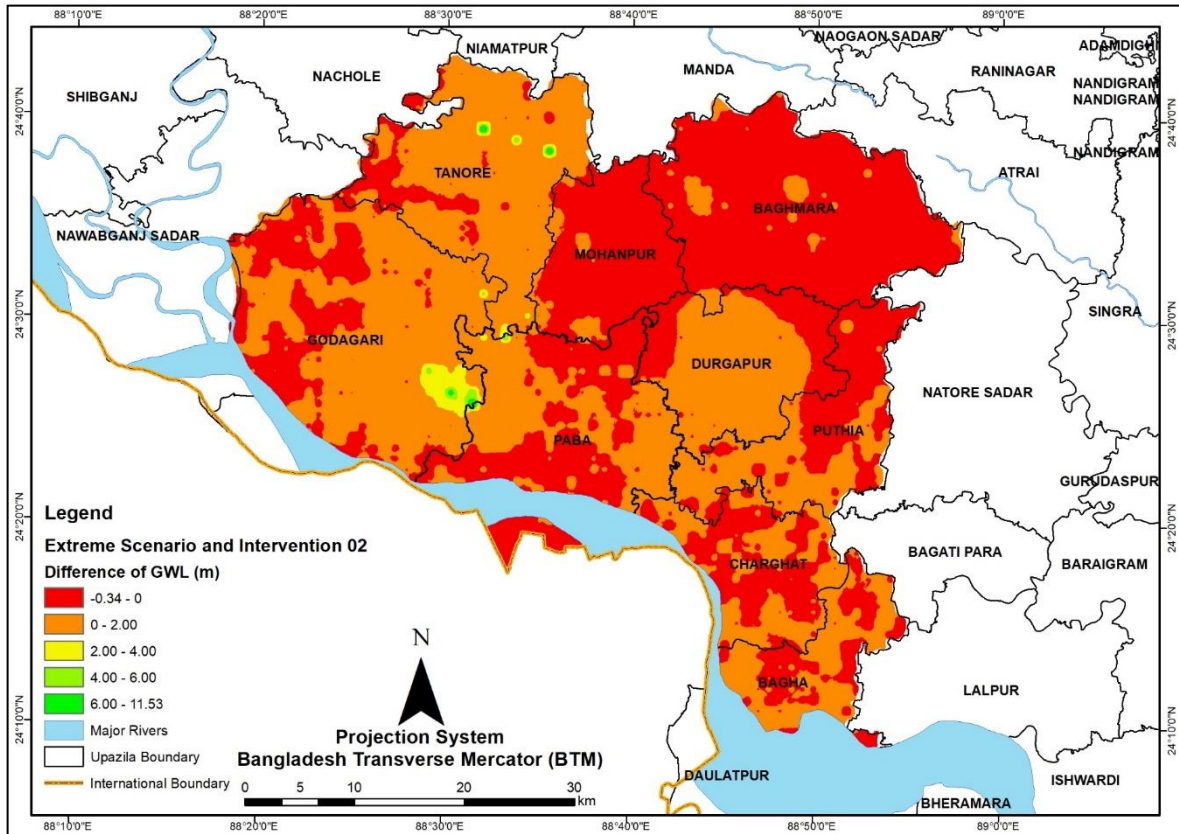 88°10'0"E 88°20'0"E 88°30'0"E 88°40'0"E 88°50'0"E 89°0'0"E
NIAMATPUR
NAOGAON SADAR
ADAMDIGHI
NACHOLE
MANDA
RANINAGAR
SHIBGANJ
NANDIGRAM
NANDIGRAM
24°40'0"N
24°40'0"N
NANDIGRAM
TANORE
ATRAI
BAGHMARA
NAWABGANJ SADAR
MOHANPUR
24°30'0"N
SINGRA
24°30'0"N
GODAGARI
DURGAPUR
NATORE SADAR
PUTHIA
PABA
GURUDASPUR
24°20'0"N
24°20'0"N
BAGATI PARA
BARAIGRAM
CHARGHAT
BAGHA
LALPUR
24°10'0"N
24°10'0"N
DAULATPUR
ISHWARDI
BHERAMARA
Legend
Extreme Scenario and Intervention 02
Difference of GWL (m)
-0.34 - 0
0 - 2.00
2.00 - 4.00
4.00 - 6.00
6.00 - 11.53
Major Rivers
Upazila Boundary
International Boundary
N
Projection System
Bangladesh Transverse Mercator (BTM)
0 5 10 20 30
km
88°10'0"E 88°20'0"E 88°30'0"E 88°40'0"E 88°50'0"E 89°0'0"E